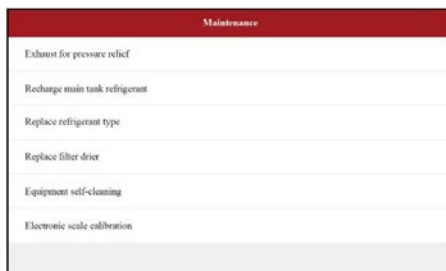 Maintenance
Exhaust for pressure relief
Recharge main tank refrigerant
Replace refrigerant type
Replace filter drier
Equipment self-cleaning
Electronic scale calibration